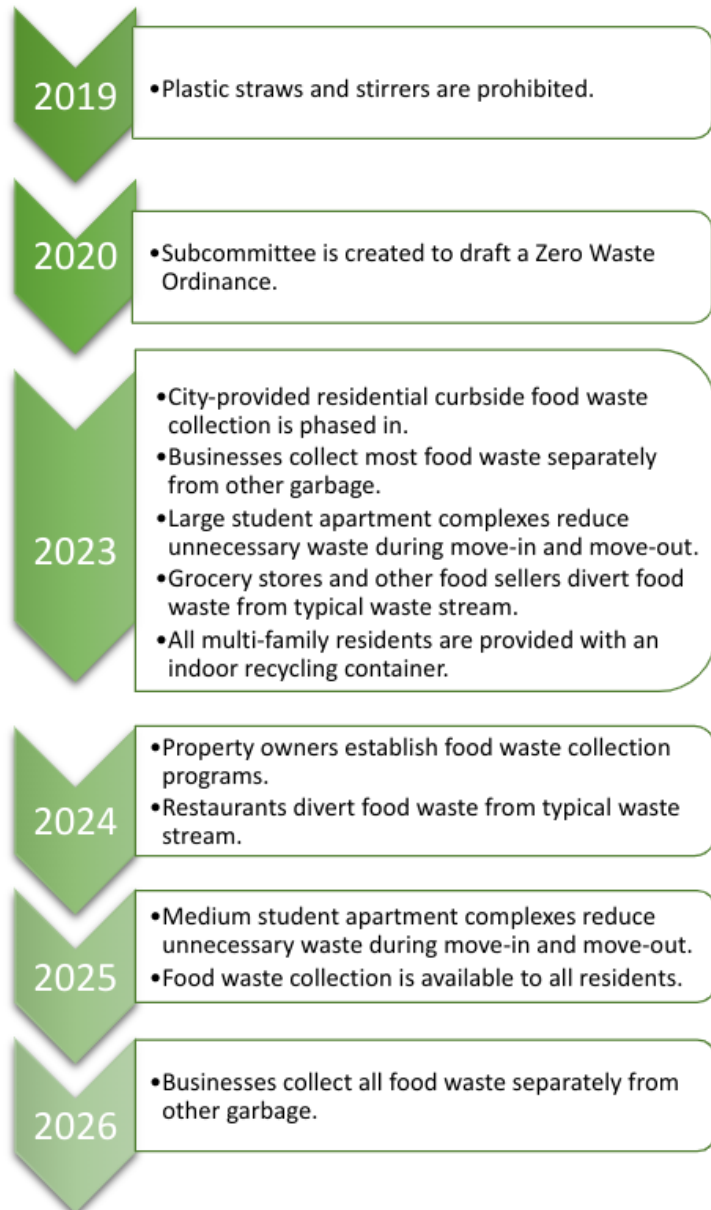 2019
•Plastic straws and stirrers are prohibited.
2020
•Subcommittee is created to draft a Zero Waste
Ordinance.
2023
•City-provided residential curbside food waste
collection is phased in.
•Businesses collect most food waste separately
from other garbage.
•Large student apartment complexes reduce
unnecessary waste during move-in and move-out.
•Grocery stores and other food sellers divert food
waste from typical waste stream.
•All multi-family residents are provided with an
indoor recycling container.
2024
•Property owners establish food waste collection
programs.
•Restaurants divert food waste from typical waste
stream.
2025
•Medium student apartment complexes reduce
unnecessary waste during move-in and move-out.
•Food waste collection is available to all residents.
2026
•Businesses collect all food waste separately from
other garbage.